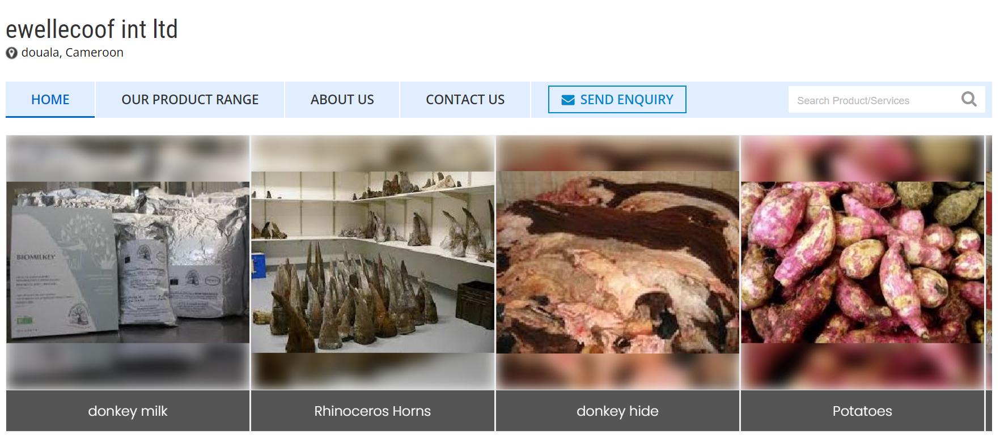 ewellecoof int ltd
douala, Cameroon
HOME
OUR PRODUCT RANGE
ABOUT US
CONTACT US
SEND ENQUIRY
Search Product/Services
BIOMILKEY
donkey milk
Rhinoceros Horns
donkey hide
Potatoes